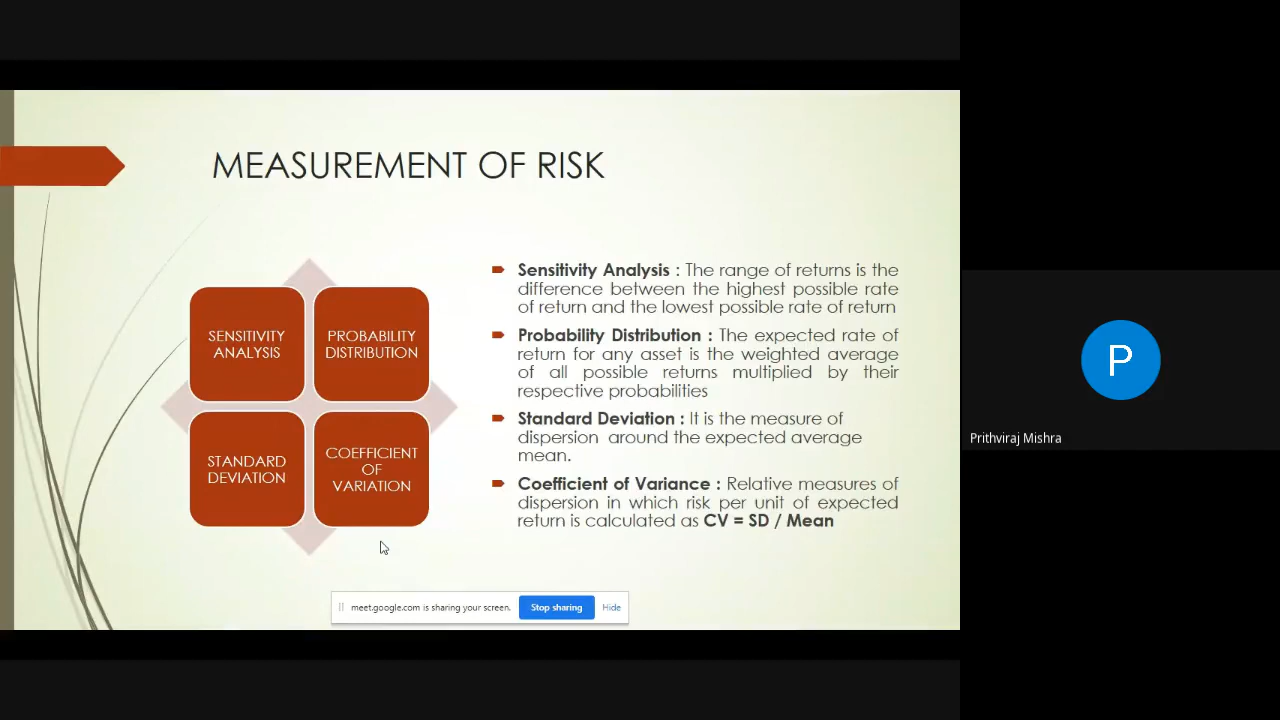 MEASUREMENT OF RISK
SENSITIVITY
ANALYSIS
PROBABILITY
DISTRIBUTION
STANDARD
DEVIATION
COEFFICIENT
OF
VARIATION
Sensitivity Analysis : The range of returns is the
difference between the highest possible rate
of return and the lowest possible rate of return
Probability Distribution : The expected rate of
return for any asset is the weighted average
of all possible returns multiplied by their
respective probabilities
Standard Deviation : It is the measure of
dispersion around the expected average
mean.
Coefficient of Variance : Relative measures of
dispersion in which risk per unit of expected
return is calculated as CV = SD / Mean
meet.google.com is sharing your screen. Stop sharing Hide
P
Prithviraj Mishra